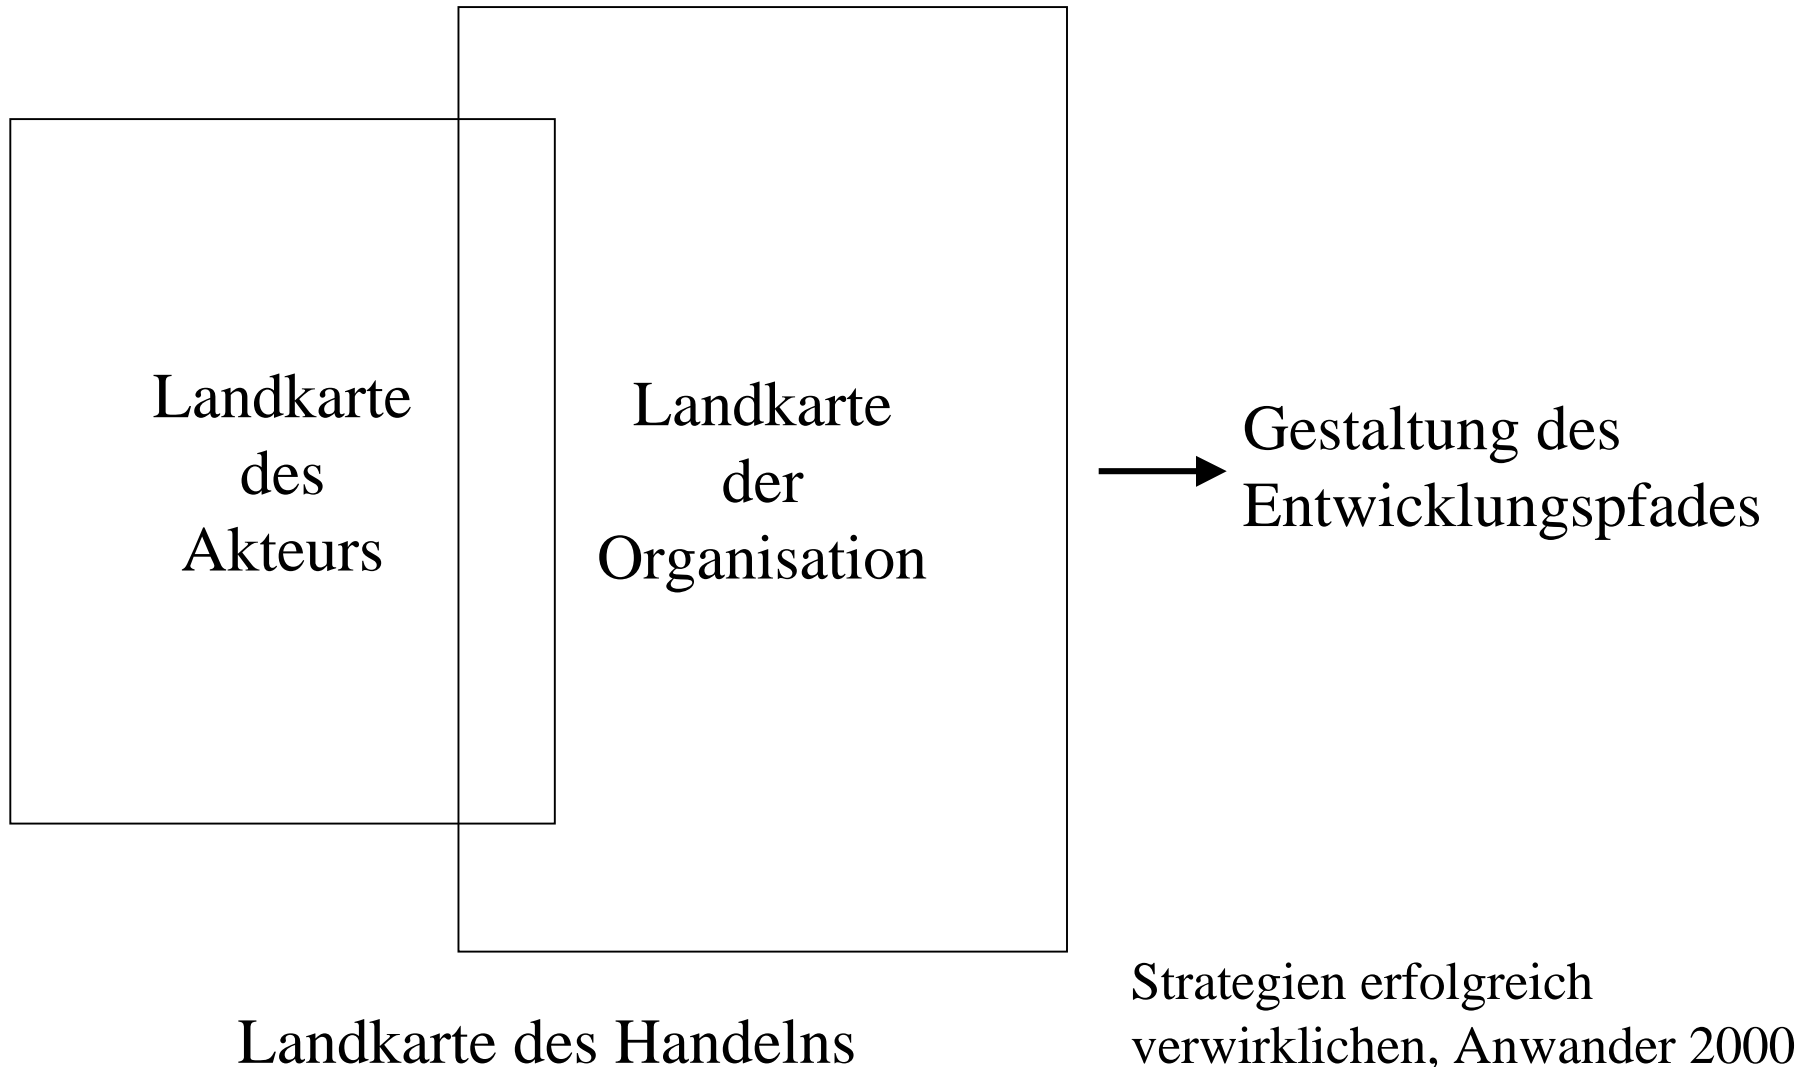 Landkarte
des
Akteurs
Landkarte
der
Organisation
Gestaltung des
Entwicklungspfades
Landkarte des Handelns
Strategien erfolgreich
verwirklichen, Anwander 2000